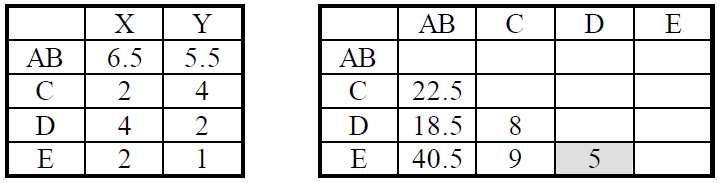 X Y
AB 6.5 5.5
C 2 4
D 4 2
E 2 1
AB C D E
AB
C 22.5
D 18.5 8
E 40.5 9 5